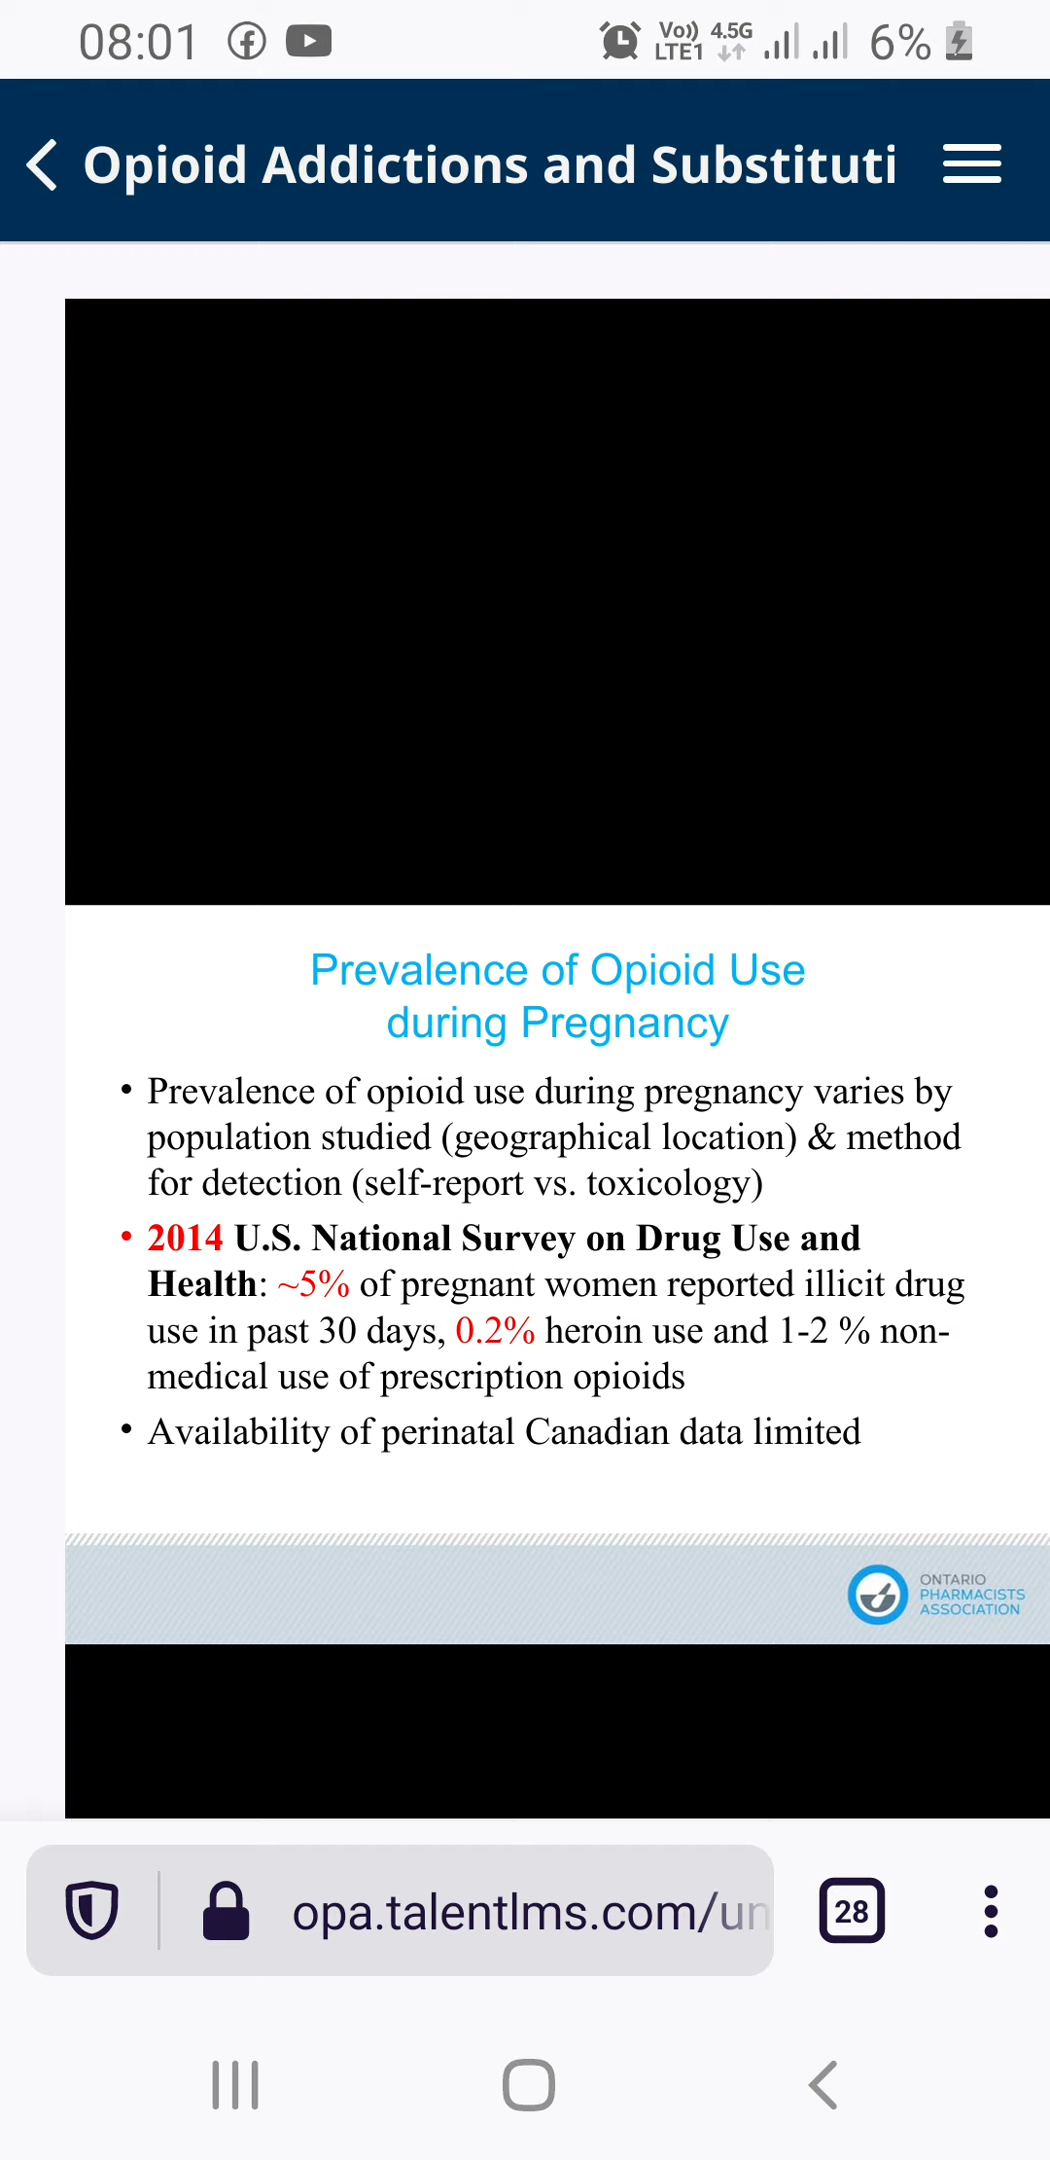 08:01 Vo)) LTE1 4.5G 6%
Opioid Addictions and Substituti
Prevalence of Opioid Use
during Pregnancy
• Prevalence of opioid use during pregnancy varies by
population studied (geographical location) & method
for detection (self-report vs. toxicology)
• 2014 U.S. National Survey on Drug Use and
Health: ~5% of pregnant women reported illicit drug
use in past 30 days, 0.2% heroin use and 1-2 % non-
medical use of prescription opioids
• Availability of perinatal Canadian data limited
ONTARIO
PHARMACISTS
ASSOCIATION
opa.talentlms.com/un
28